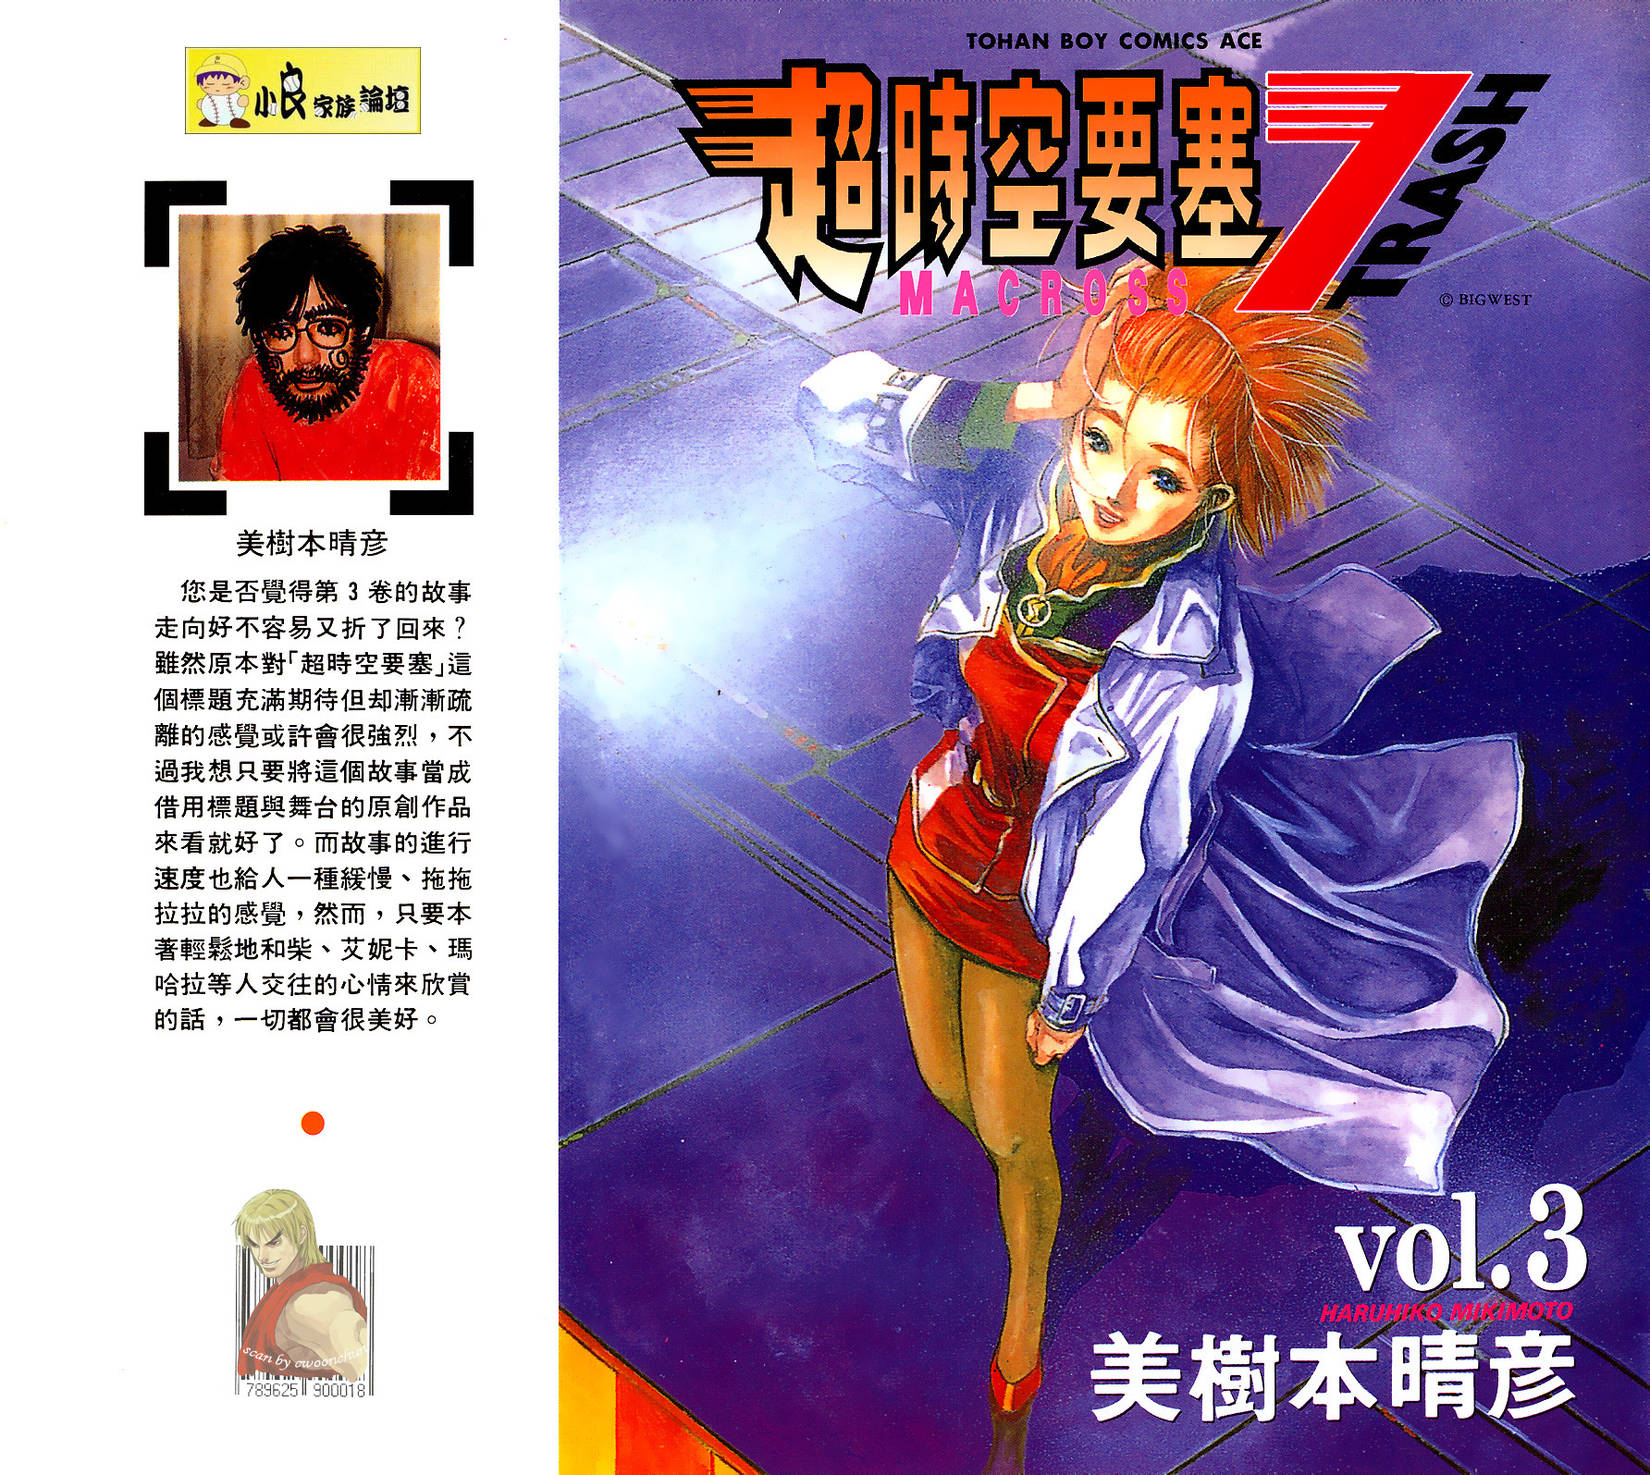 小良家族論壇
美樹本晴彦
您是否覺得第3卷的故事
走向好不容易又折了回來？
雖然原本對「超時空要塞」這
個標題充滿期待但却漸漸疏
離的感覺或許會很強烈，不
過我想只要將這個故事當成
借用標題與舞台的原創作品
來看就好了。而故事的進行
速度也給人一種緩慢、拖拖
拉拉的感覺，然而，只要本
著輕鬆地和柴、艾妮卡、瑪
哈拉等人交往的心情來欣賞
的話，一切都會很美好。
789625 900018
TOHAN BOY COMICS ACE
超時空要塞7
TRASH
MACROSS
© BIGWEST
vol.3
HARUHIKO MIKIMOTO
美樹本晴彦